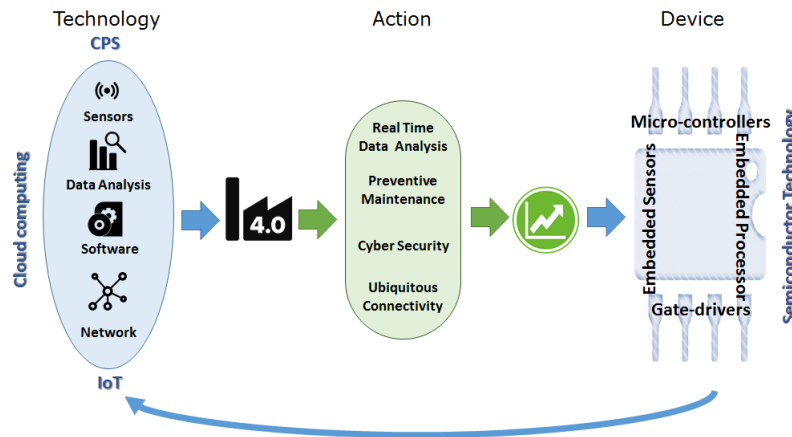 Technology
Action
Device
CPS
Cloud computing
Sensors
Data Analysis
Software
Network
IoT
4.0
Real Time
Data Analysis
Preventive
Maintenance
Cyber Security
Ubiquitous
Connectivity
Micro-controllers
Embedded Sensors
Embedded Processor
Gate-drivers
Semiconductor Technology